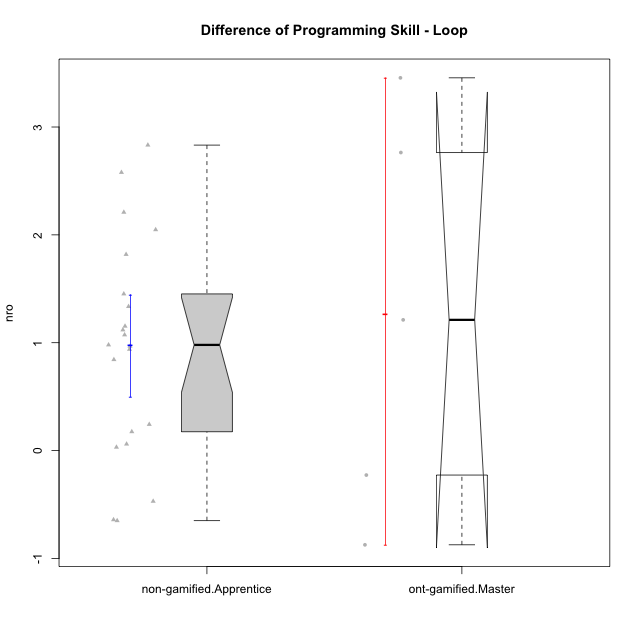 Difference of Programming Skill - Loop
nro
3
2
1
0
-1
non-gamified.Apprentice
ont-gamified.Master